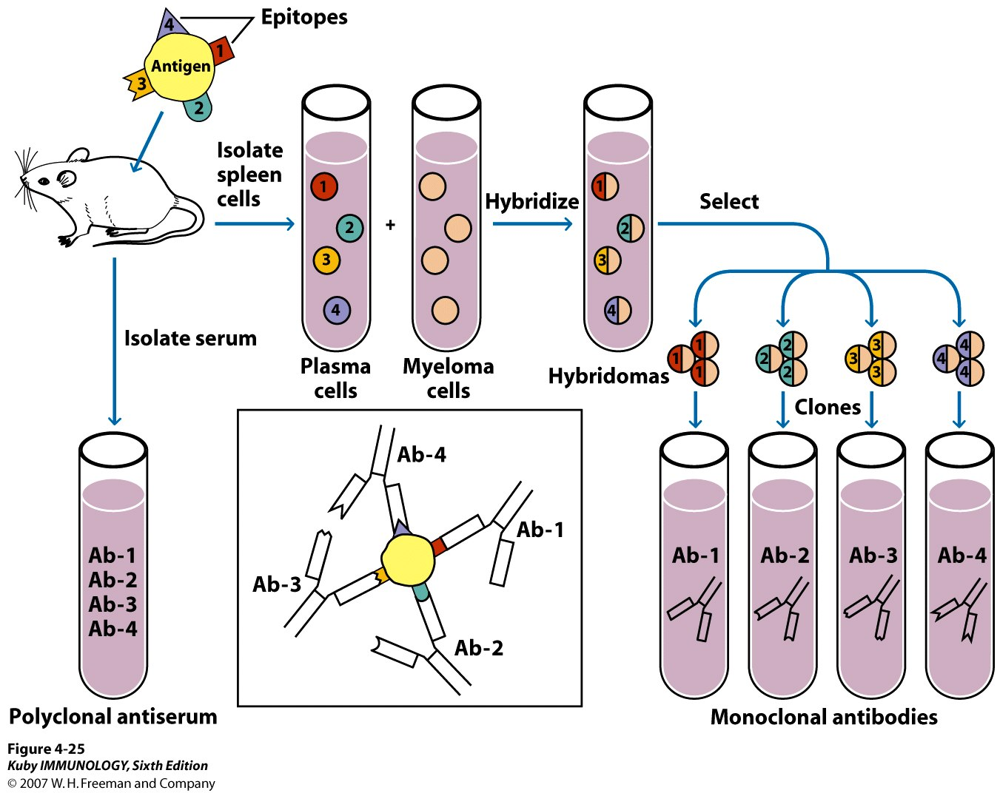 4
Epitopes
1
Antigen
3
2
Isolate
spleen
cells
1
2
3
4
+
Hybridize
1
2
3
4
Select
Isolate serum
Plasma
cells
Myeloma
cells
Hybridomas
1
1
1
2
2
2
3
3
3
4
4
4
Clones
Ab-4
Ab-1
Ab-3
Ab-2
Ab-1
Ab-2
Ab-3
Ab-4
Ab-1
Ab-2
Ab-3
Ab-4
Polyclonal antiserum
Monoclonal antibodies
Figure 4-25
Kuby IMMUNOLOGY, Sixth Edition
© 2007 W. H. Freeman and Company